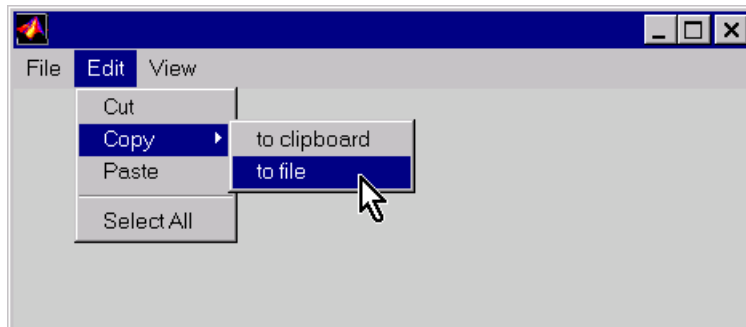 File Edit View
Cut
Copy to clipboard
Paste to file
Select All